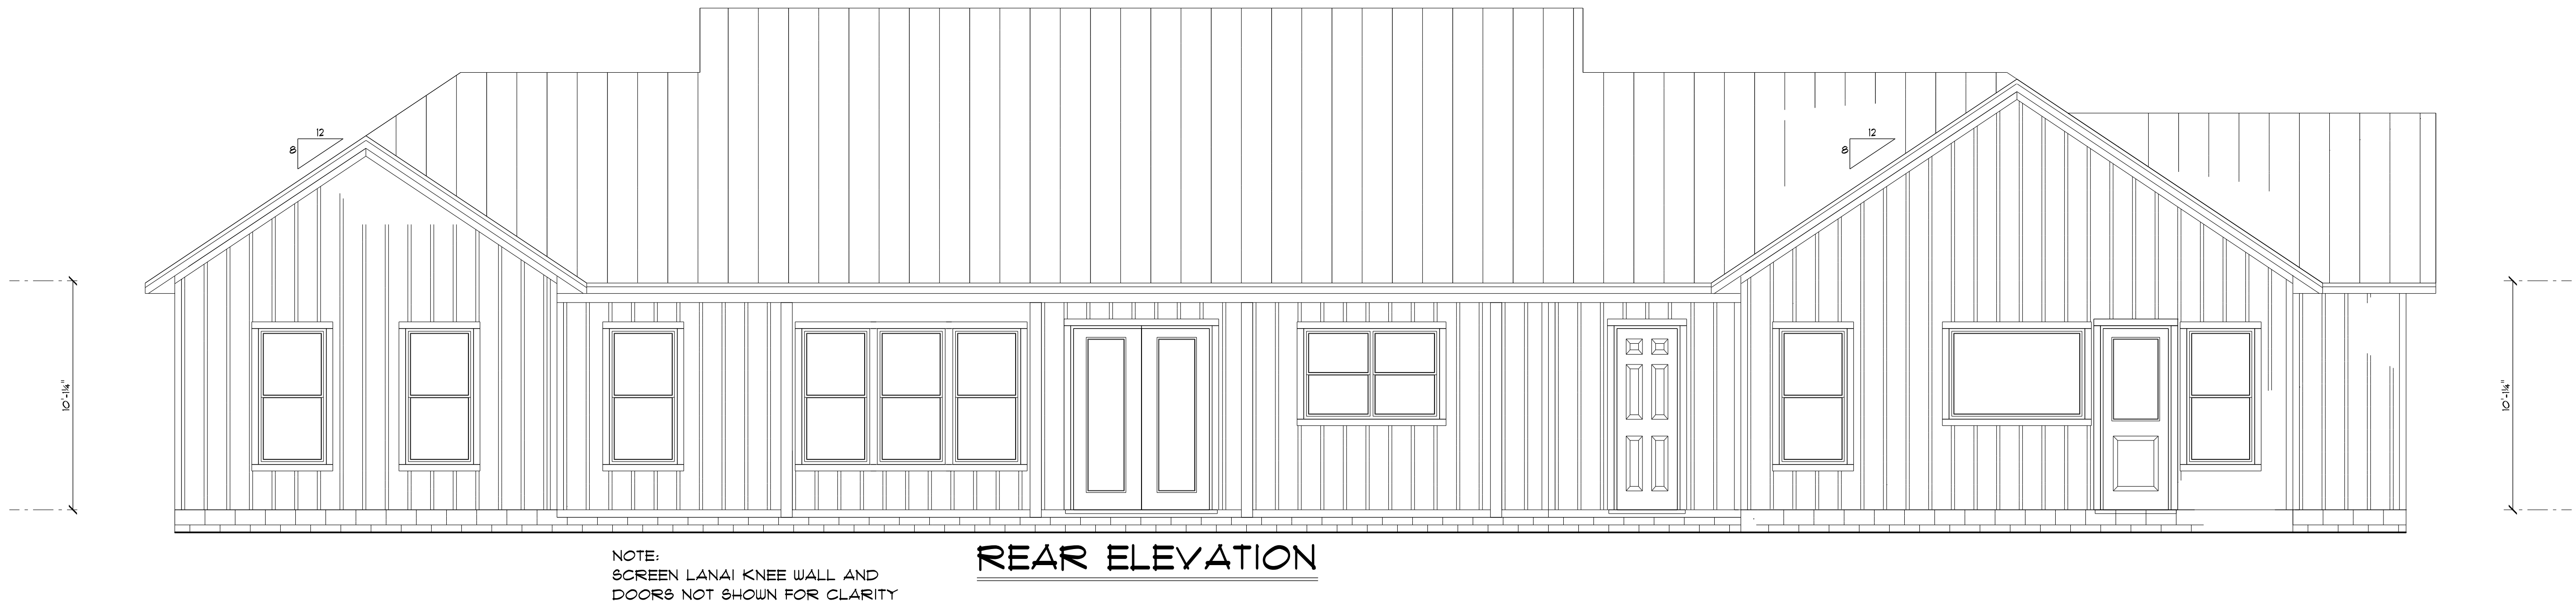 12
8
12
8
10'-1¼"
10'-1¼"
REAR ELEVATION
NOTE:
SCREEN LANAI KNEE WALL AND
DOORS NOT SHOWN FOR CLARITY